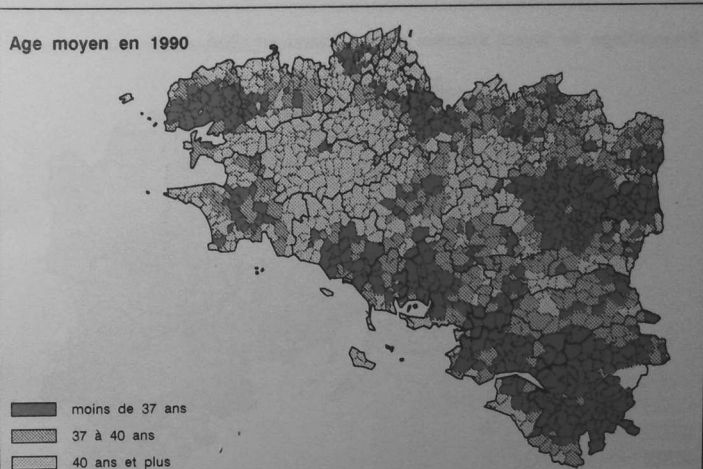 Age moyen en 1990
moins de 37 ans
37 à 40 ans
40 ans et plus